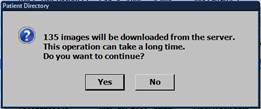 Patient Directory
135 images will be downloaded from the server.
This operation can take a long time.
Do you want to continue?
Yes No